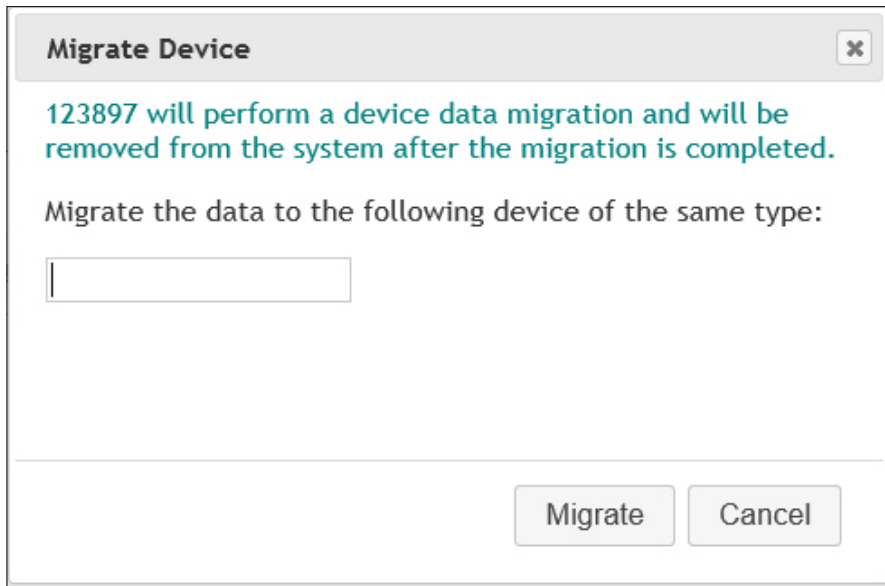 Migrate Device
123897 will perform a device data migration and will be
removed from the system after the migration is completed.
Migrate the data to the following device of the same type:
Migrate
Cancel